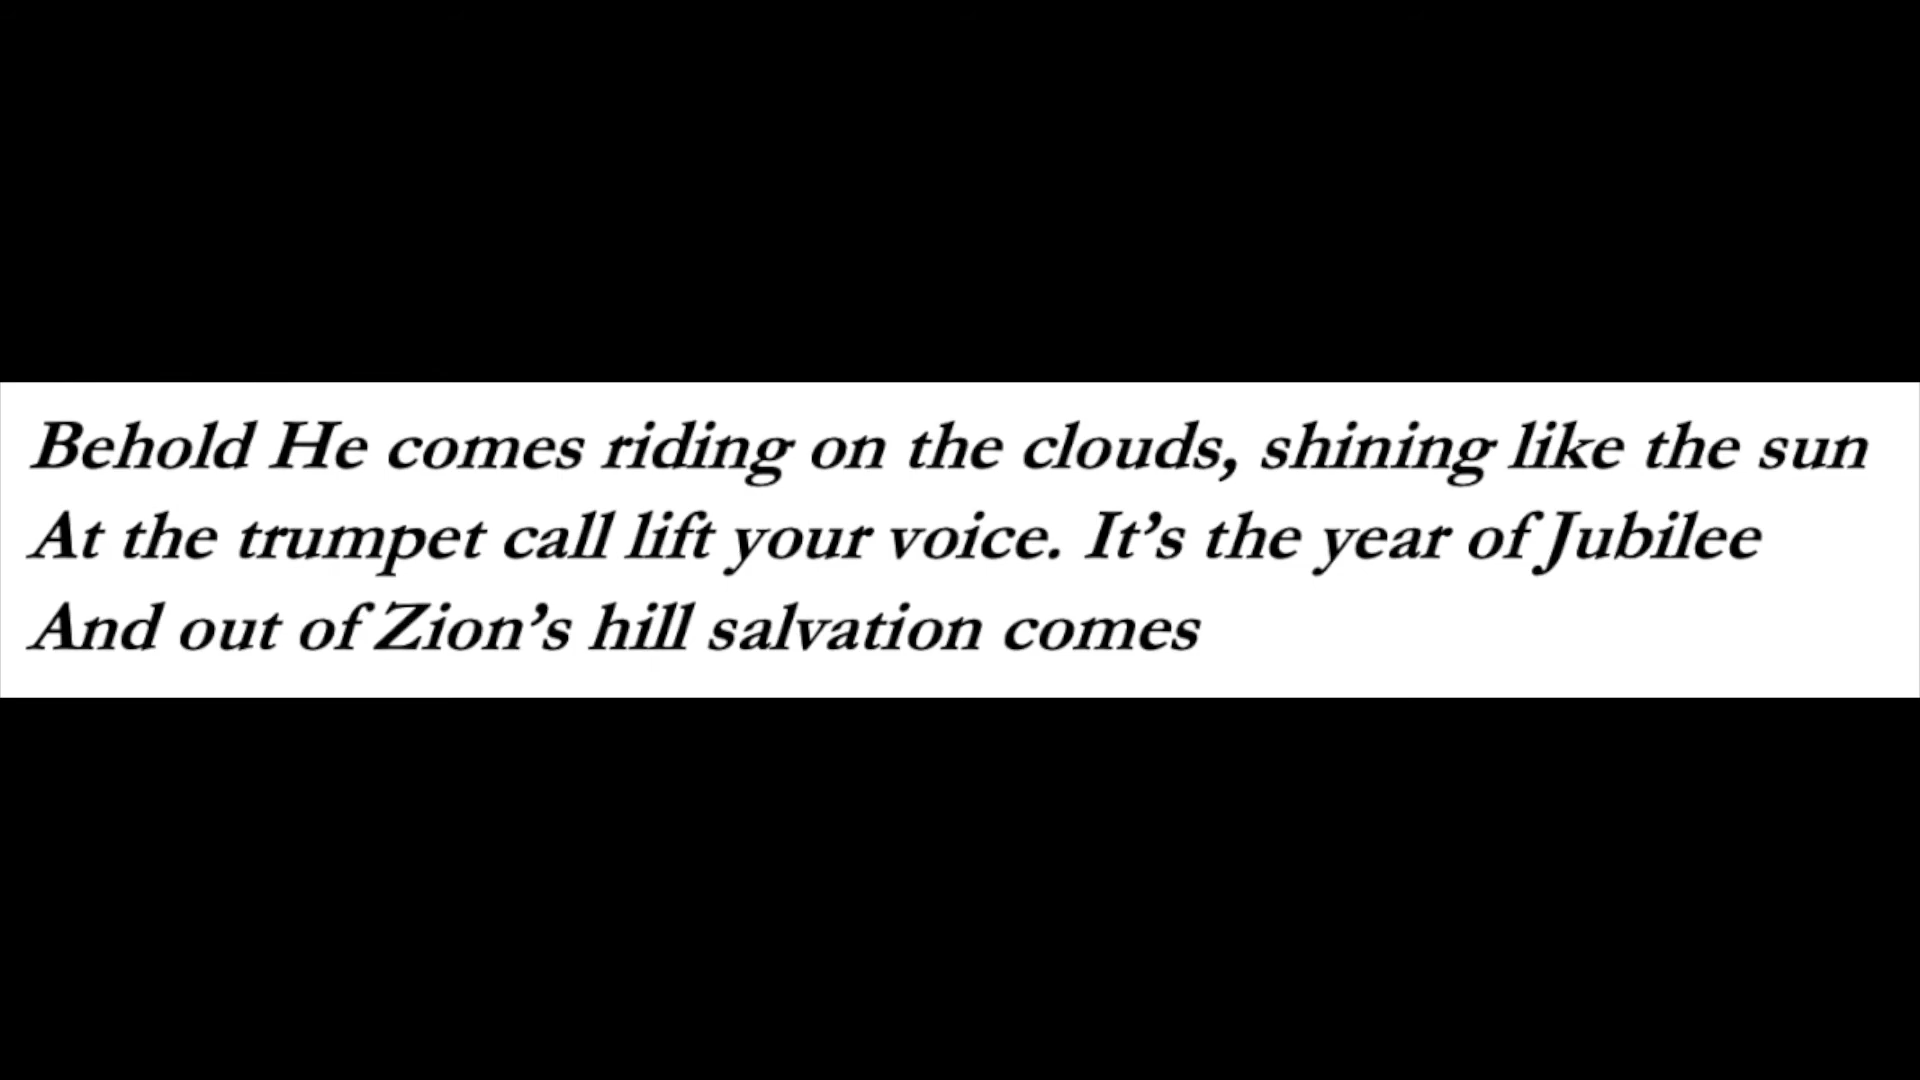 Behold He comes riding on the clouds, shining like the sun
At the trumpet call lift your voice. It’s the year of Jubilee
And out of Zion’s hill salvation comes